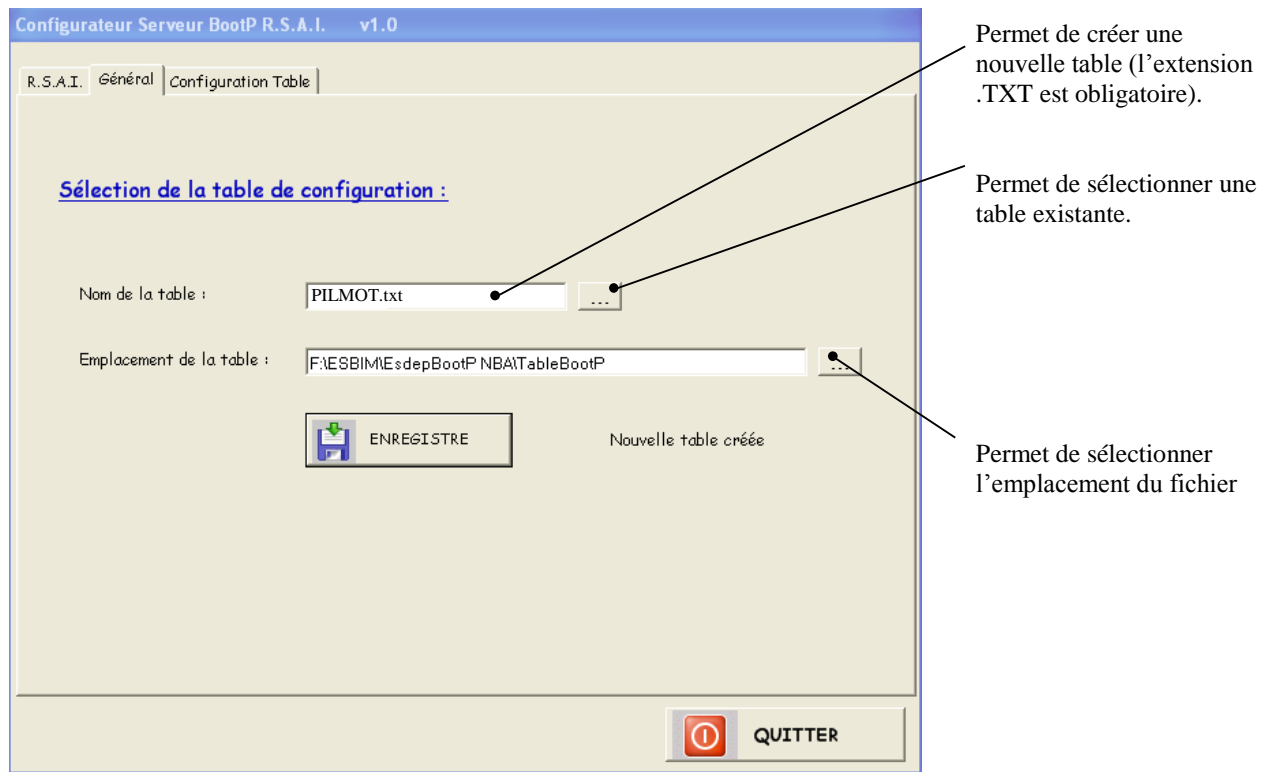 Configurateur Serveur BootP R.S.A.I. v1.0
R.S.A.I.
Général
Configuration Table
Sélection de la table de configuration :
Nom de la table :
PILMOT.txt
...
Emplacement de la table :
F:\ESBIM\EsdepBootP NBA\TableBootP
...
ENREGISTRE
Nouvelle table créée
QUITTER
Permet de créer une
nouvelle table (l’extension
.TXT est obligatoire).
Permet de sélectionner une
table existante.
Permet de sélectionner
l’emplacement du fichier